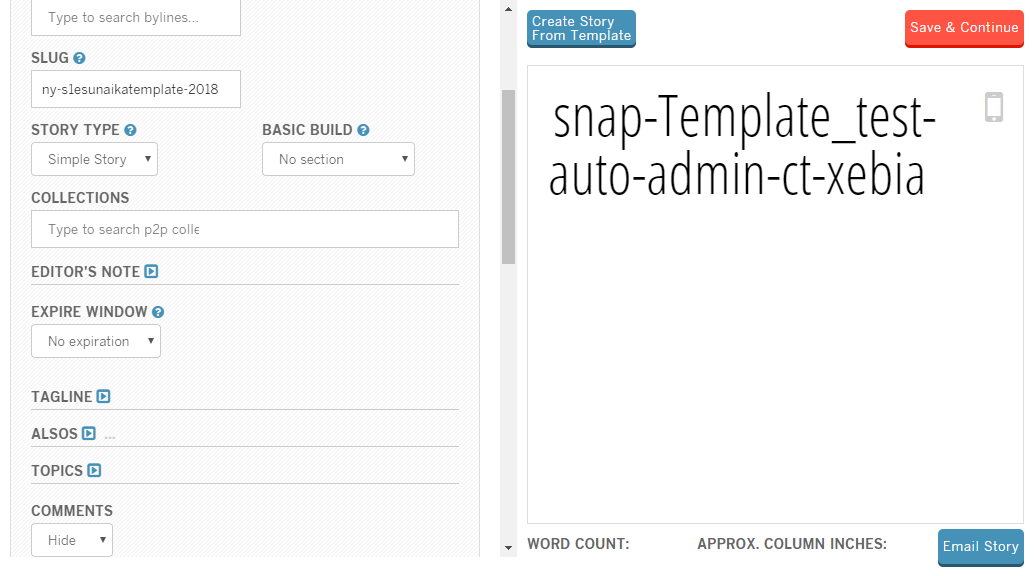 Type to search bylines...
SLUG
ny-s1esunaikatemplate-2018
STORY TYPE
BASIC BUILD
Simple Story
No section
COLLECTIONS
Type to search p2p colle
EDITOR'S NOTE
EXPIRE WINDOW
No expiration
TAGLINE
ALSOS ...
TOPICS
COMMENTS
Hide
Create Story
From Template
Save & Continue
snap-Template_test-
auto-admin-ct-xebia
WORD COUNT:
APPROX. COLUMN INCHES:
Email Story